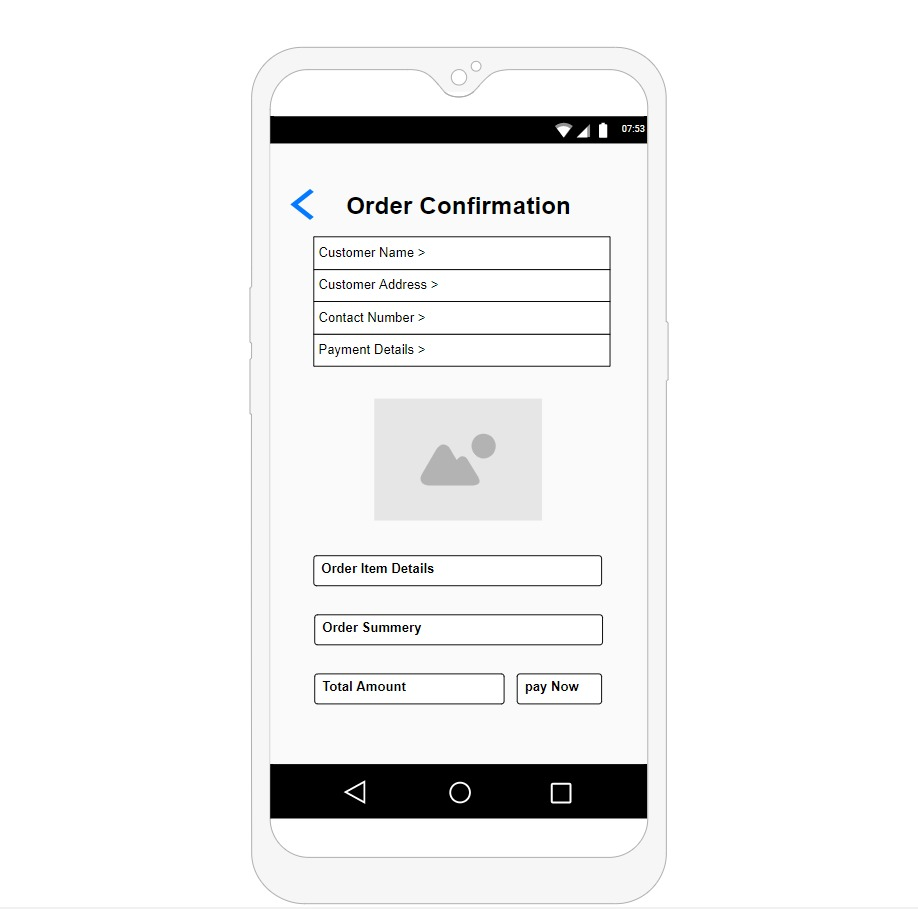 07:53
Order Confirmation
Customer Name >
Customer Address >
Contact Number >
Payment Details >
Order Item Details
Order Summery
Total Amount
pay Now